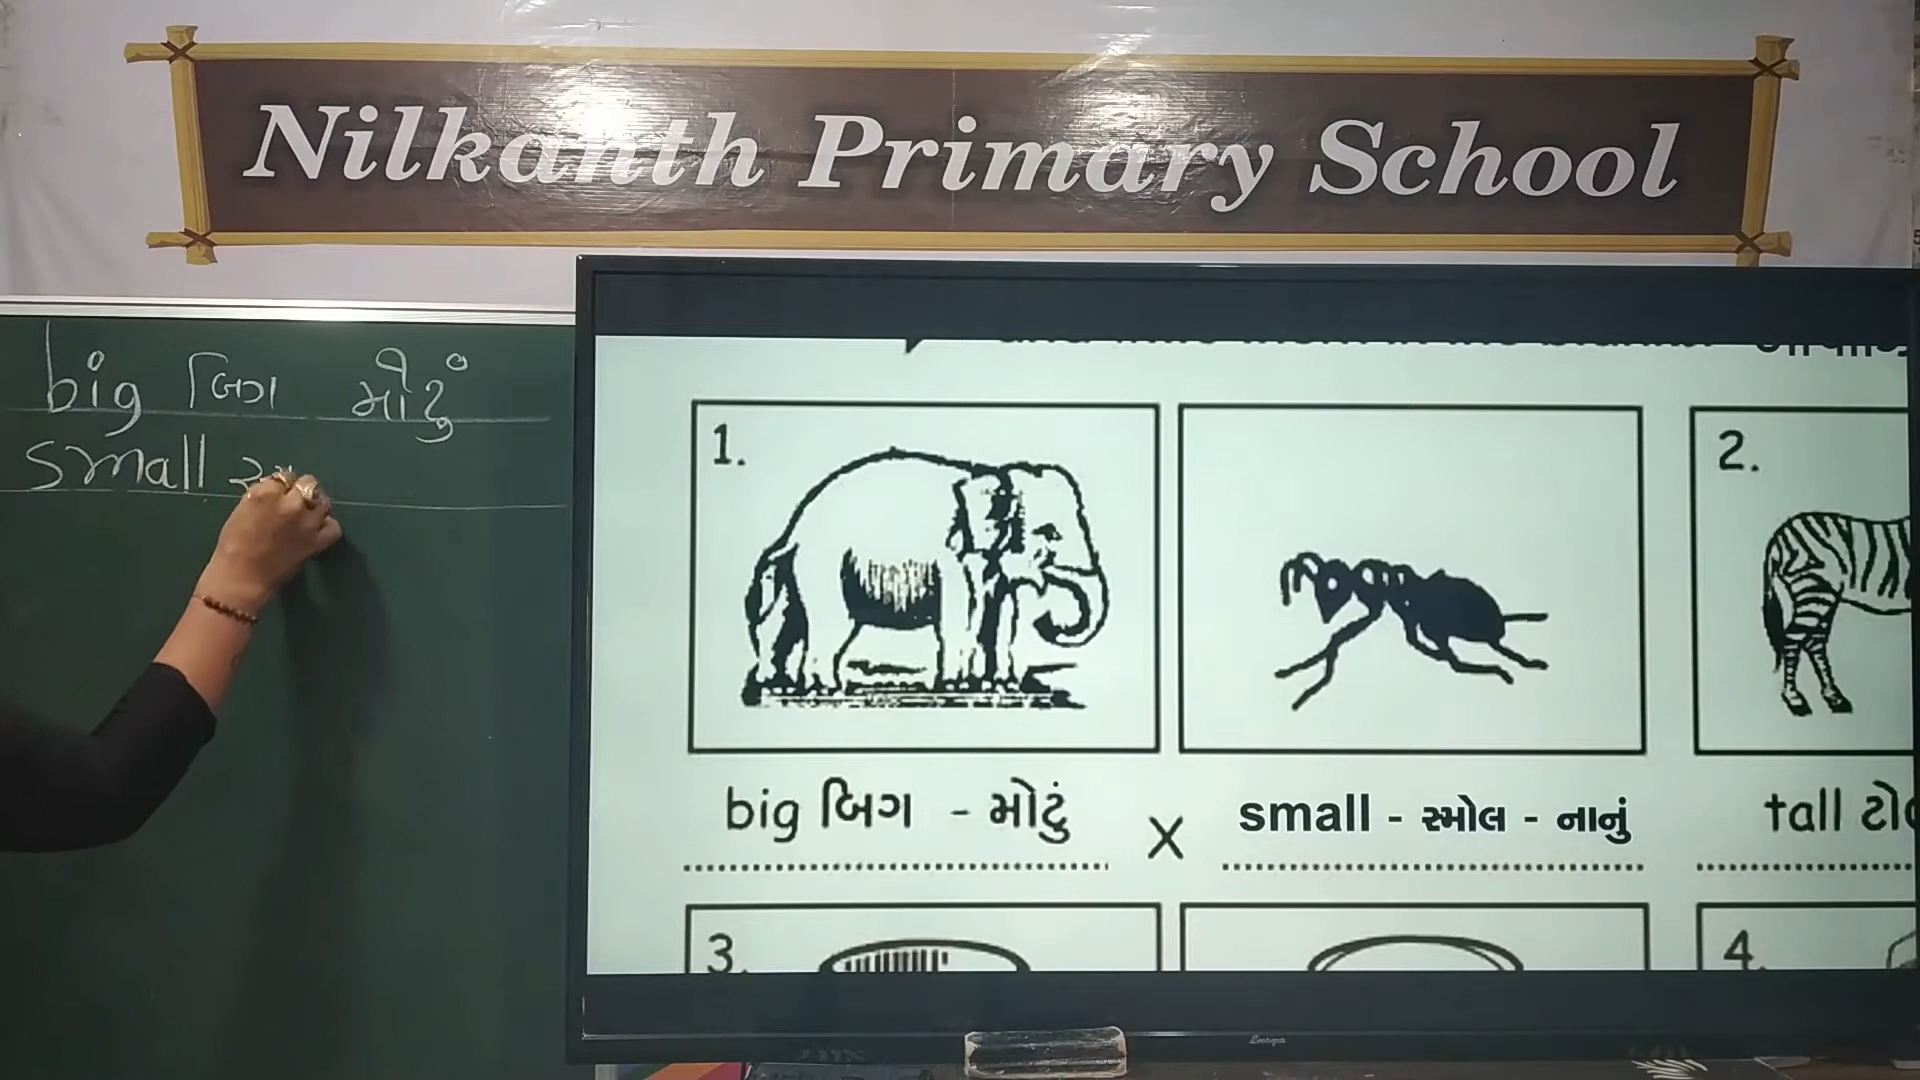 Nilkanth Primary School
big બિગ મોટું
small
1.
2.
big બિગ - મોટું X small - સ્મોલ - નાનું
tall
3.
4.